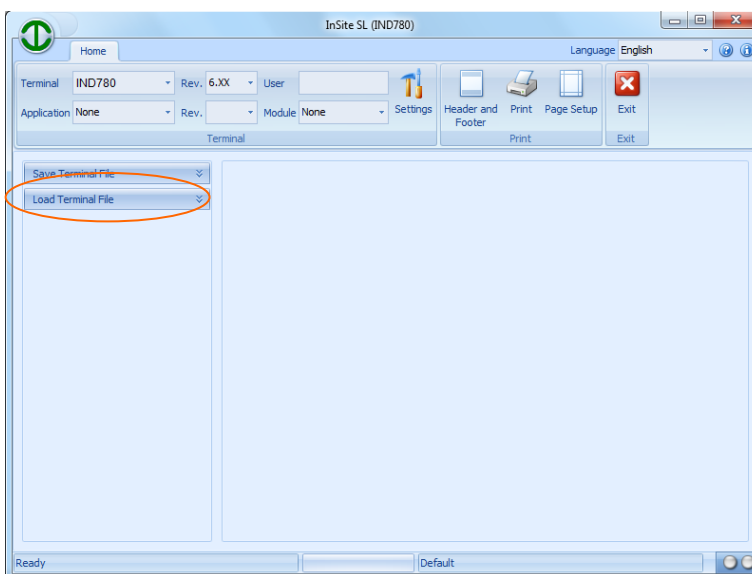 InSite SL (IND780)
Home
Language English
Terminal IND780 Rev. 6.XX User
Application None Rev. Module None
Settings
Header and Footer
Print
Page Setup
Exit
Terminal
Print
Exit
Save Terminal File
Load Terminal File
Ready
Default